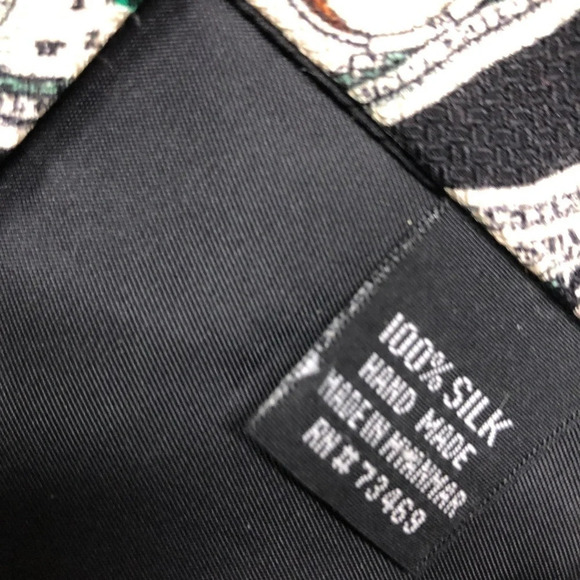 100% SILK
HAND MADE
MADE IN MYANMAR
RN # 73469